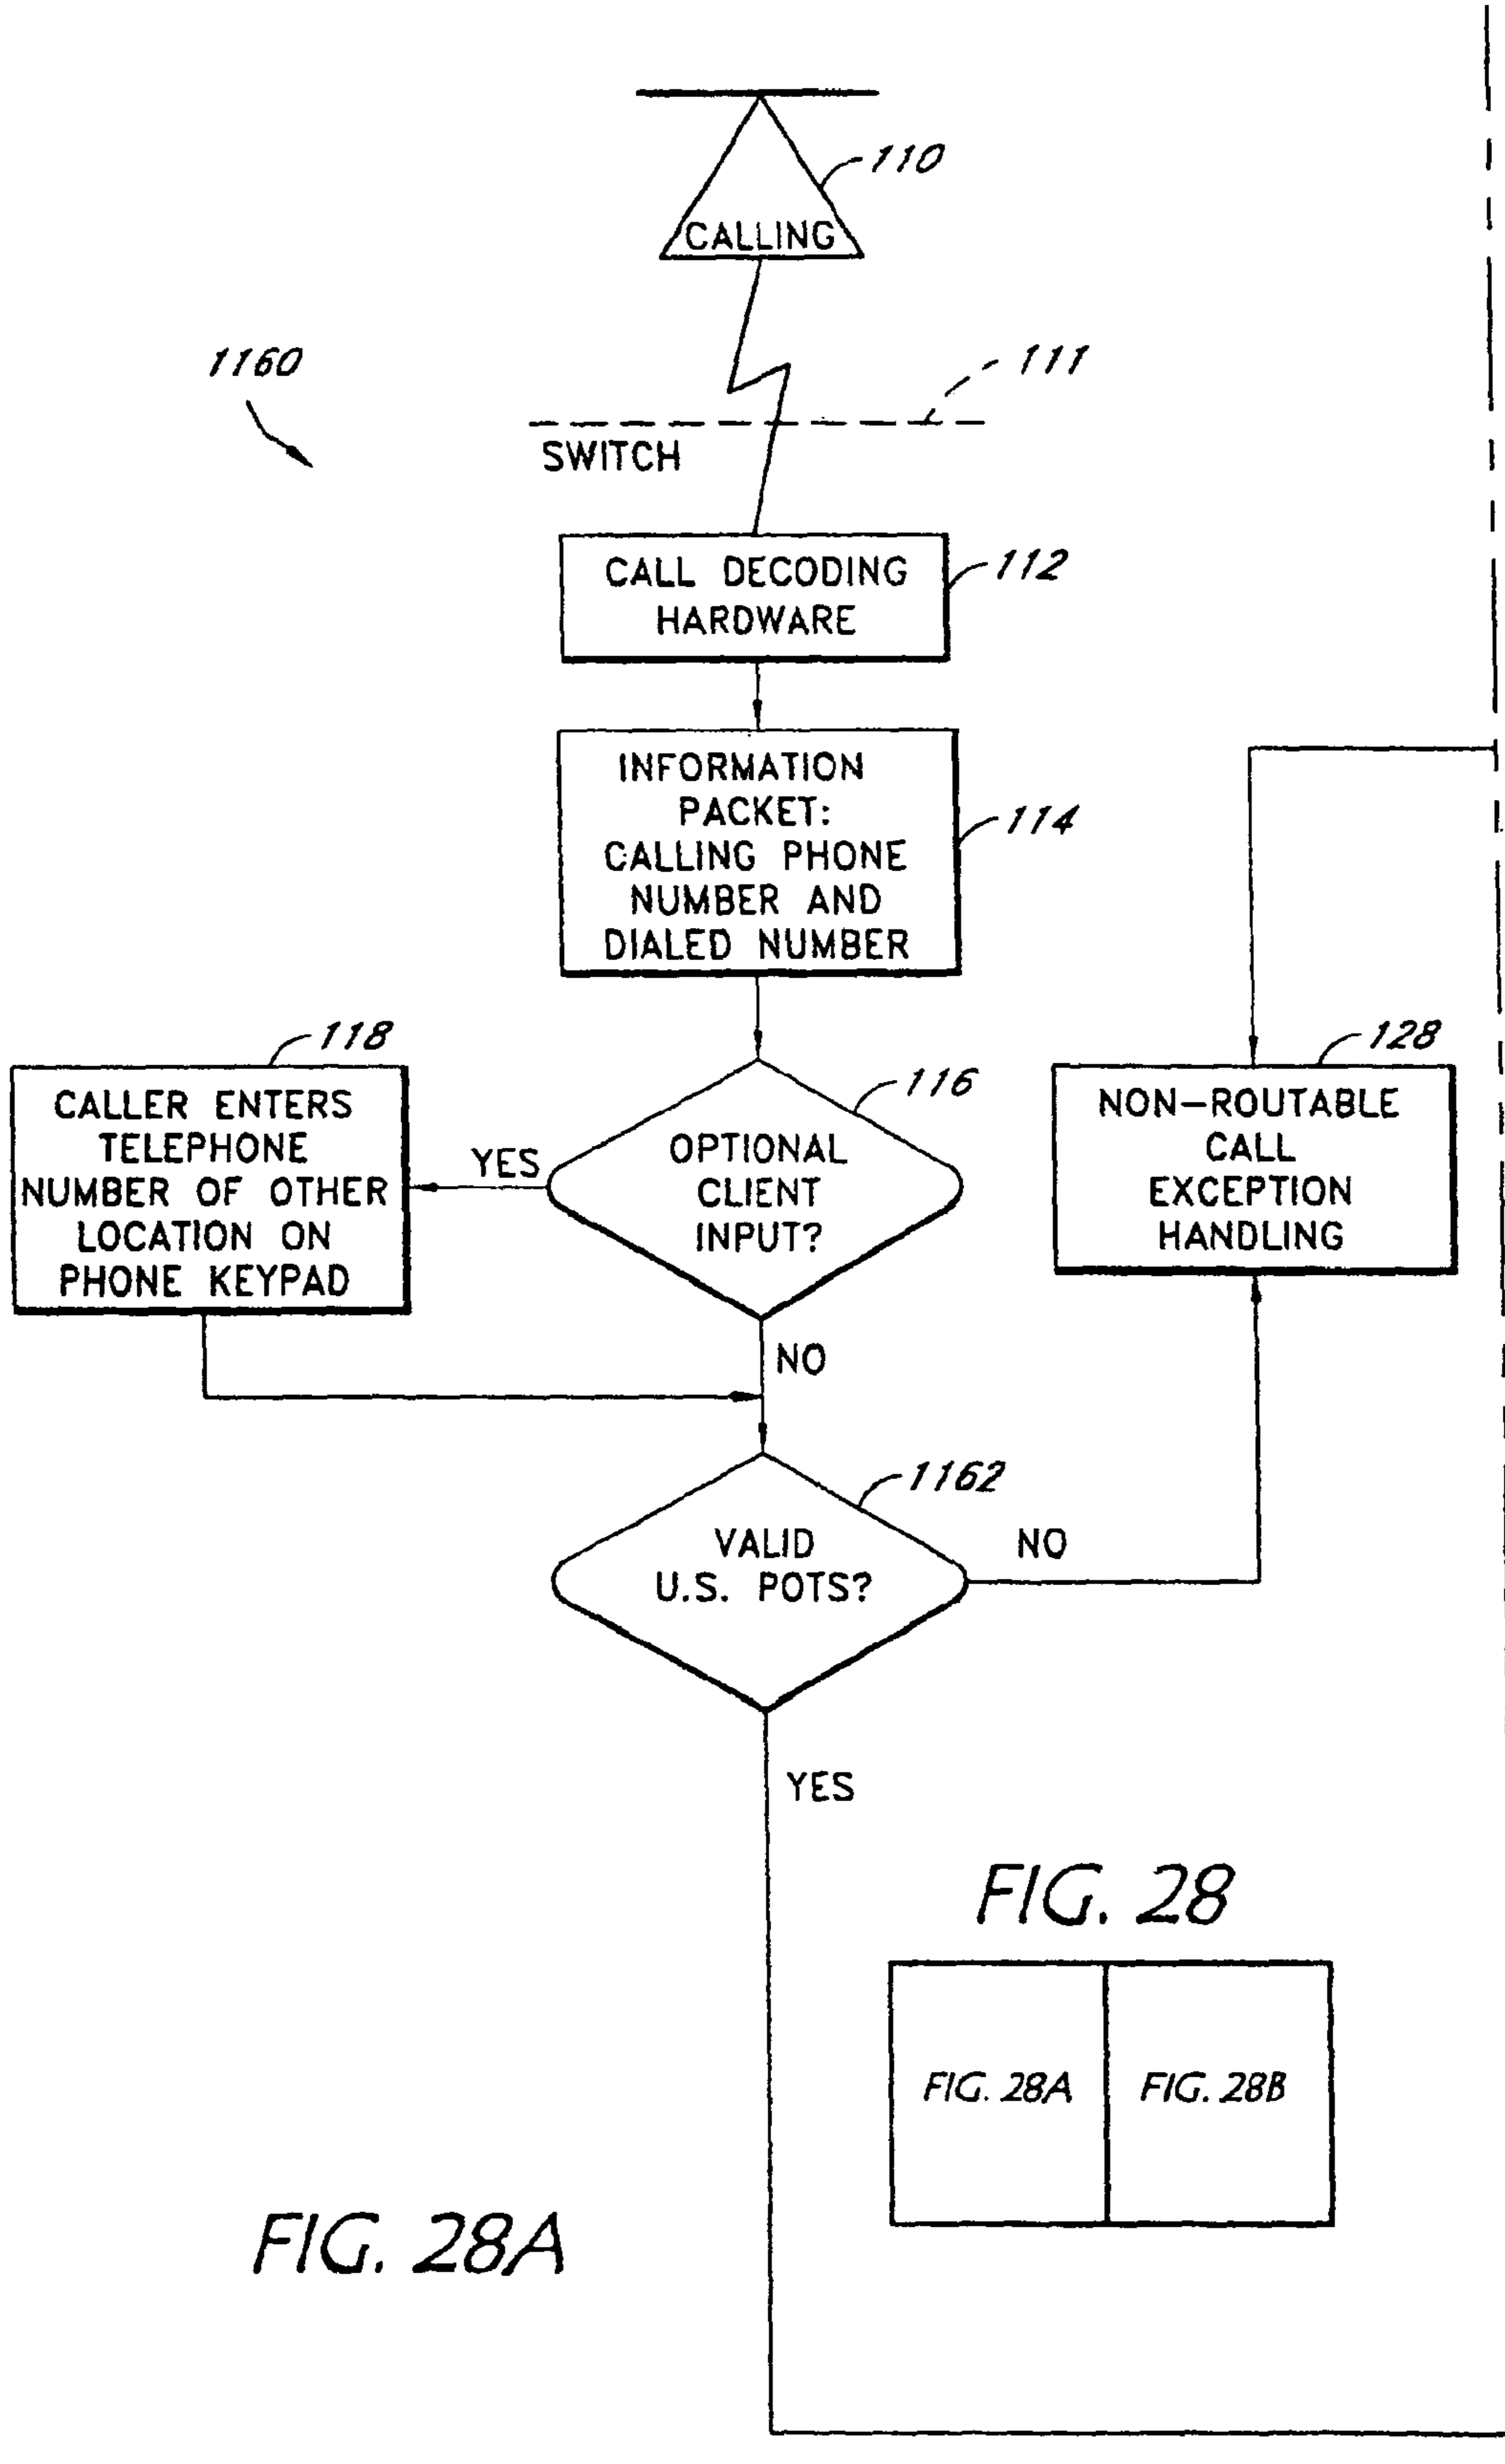 110
CALLING
1160
111
SWITCH
CALL DECODING
HARDWARE
112
INFORMATION
PACKET:
CALLING PHONE
NUMBER AND
DIALED NUMBER
114
118
CALLER ENTERS
TELEPHONE
NUMBER OF OTHER
LOCATION ON
PHONE KEYPAD
YES
116
OPTIONAL
CLIENT
INPUT?
128
NON-ROUTABLE
CALL
EXCEPTION
HANDLING
NO
1162
VALID
U.S. POTS?
NO
YES
FIG. 28
FIG. 28A
FIG. 28B
FIG. 28A